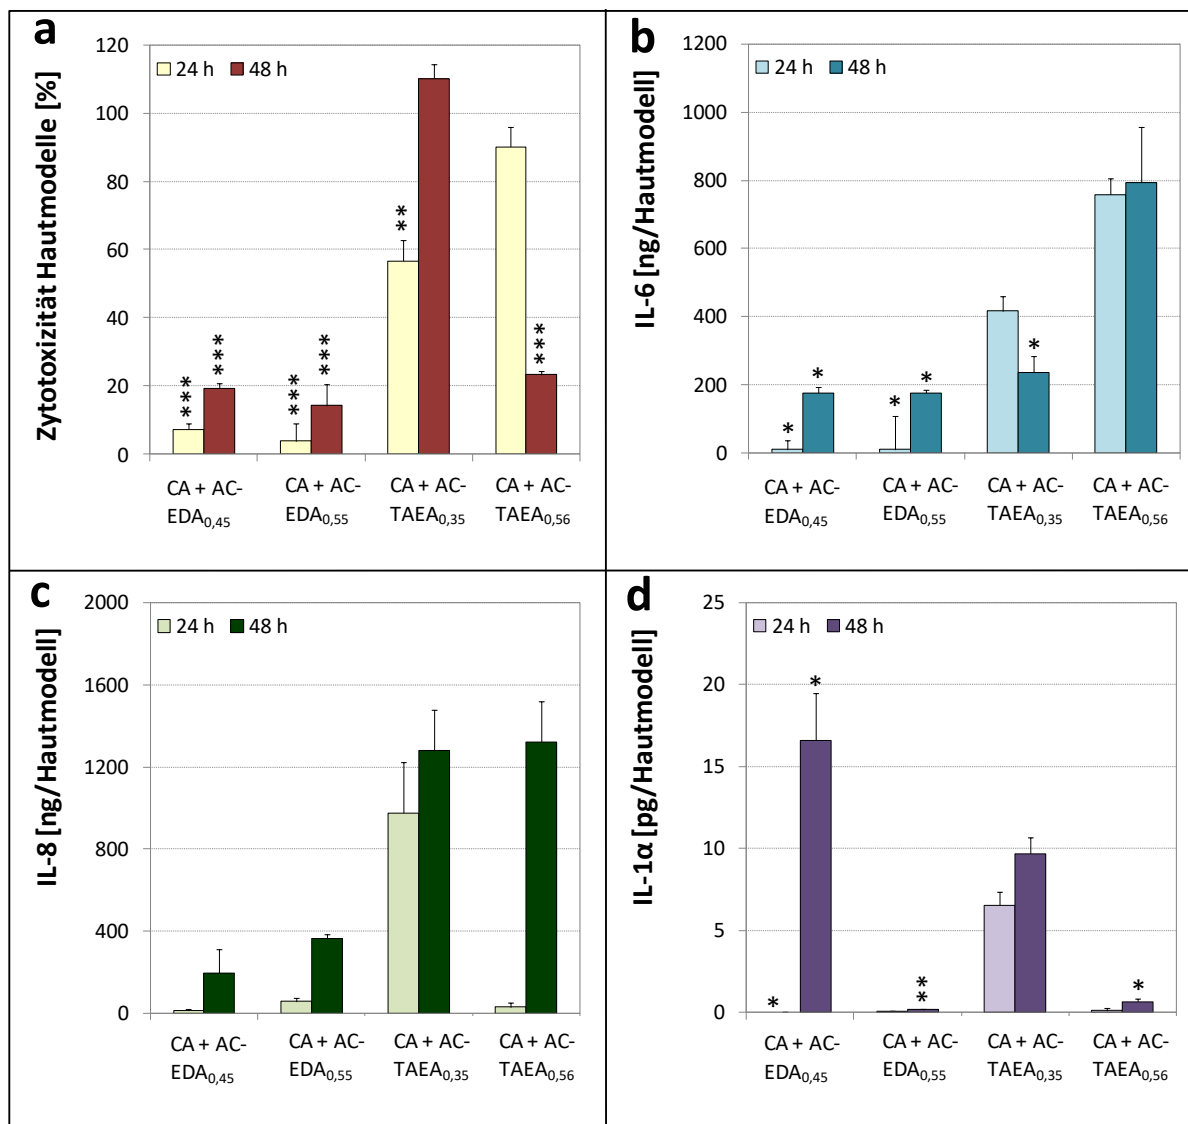 a
Zytotoxizität Hautmodelle [%]
24 h 48 h
120
100
80
60
40
20
0
***
***
***
***
**
***
CA + AC-
EDA0,45
CA + AC-
EDA0,55
CA + AC-
TAEA0,35
CA + AC-
TAEA0,56
b
IL-6 [ng/Hautmodell]
24 h 48 h
1200
1000
800
600
400
200
0
*
*
*
*
*
CA + AC-
EDA0,45
CA + AC-
EDA0,55
CA + AC-
TAEA0,35
CA + AC-
TAEA0,56
c
IL-8 [ng/Hautmodell]
24 h 48 h
2000
1600
1200
800
400
0
CA + AC-
EDA0,45
CA + AC-
EDA0,55
CA + AC-
TAEA0,35
CA + AC-
TAEA0,56
d
IL-1α [pg/Hautmodell]
24 h 48 h
25
20
15
10
5
0
*
*
**
*
CA + AC-
EDA0,45
CA + AC-
EDA0,55
CA + AC-
TAEA0,35
CA + AC-
TAEA0,56